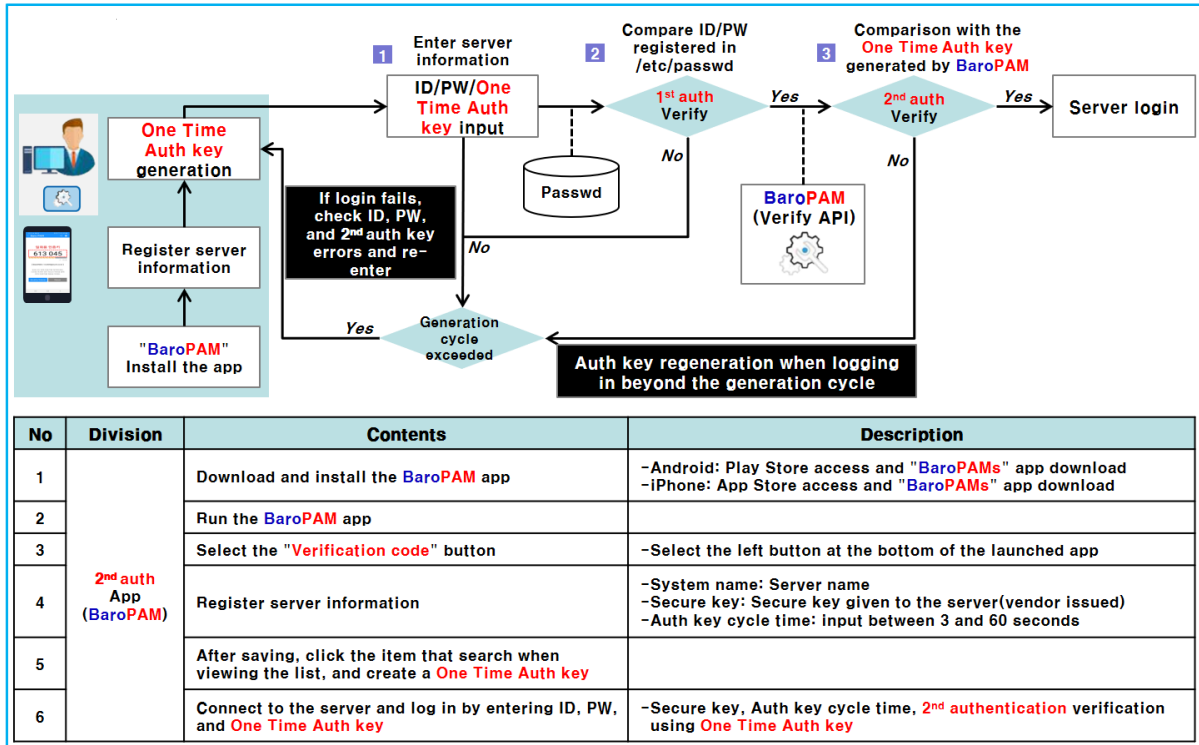 1
Enter server
information
ID/PW/One
Time Auth
key input
2
Compare ID/PW
registered in
/etc/passwd
1st auth
Verify
Yes
3
Comparison with the
One Time Auth key
generated by BaroPAM
2nd auth
Verify
Yes
Server login
One Time
Auth key
generation
613 045
Register server
information
"BaroPAM"
Install the app
If login fails,
check ID, PW,
and 2nd auth key
errors and re-
enter
Passwd
No
No
No
BaroPAM
(Verify API)
Yes
Generation
cycle
exceeded
Auth key regeneration when logging
in beyond the generation cycle
No Division Contents Description
2nd auth
App
(BaroPAM)
1 Download and install the BaroPAM app
-Android: Play Store access and "BaroPAMs" app download
-iPhone: App Store access and "BaroPAMs" app download
2 Run the BaroPAM app
3 Select the "Verification code" button -Select the left button at the bottom of the launched app
4 Register server information
-System name: Server name
-Secure key: Secure key given to the server(vendor issued)
-Auth key cycle time: input between 3 and 60 seconds
5 After saving, click the item that search when
viewing the list, and create a One Time Auth key
6 Connect to the server and log in by entering ID, PW,
and One Time Auth key
-Secure key, Auth key cycle time, 2nd authentication verification
using One Time Auth key